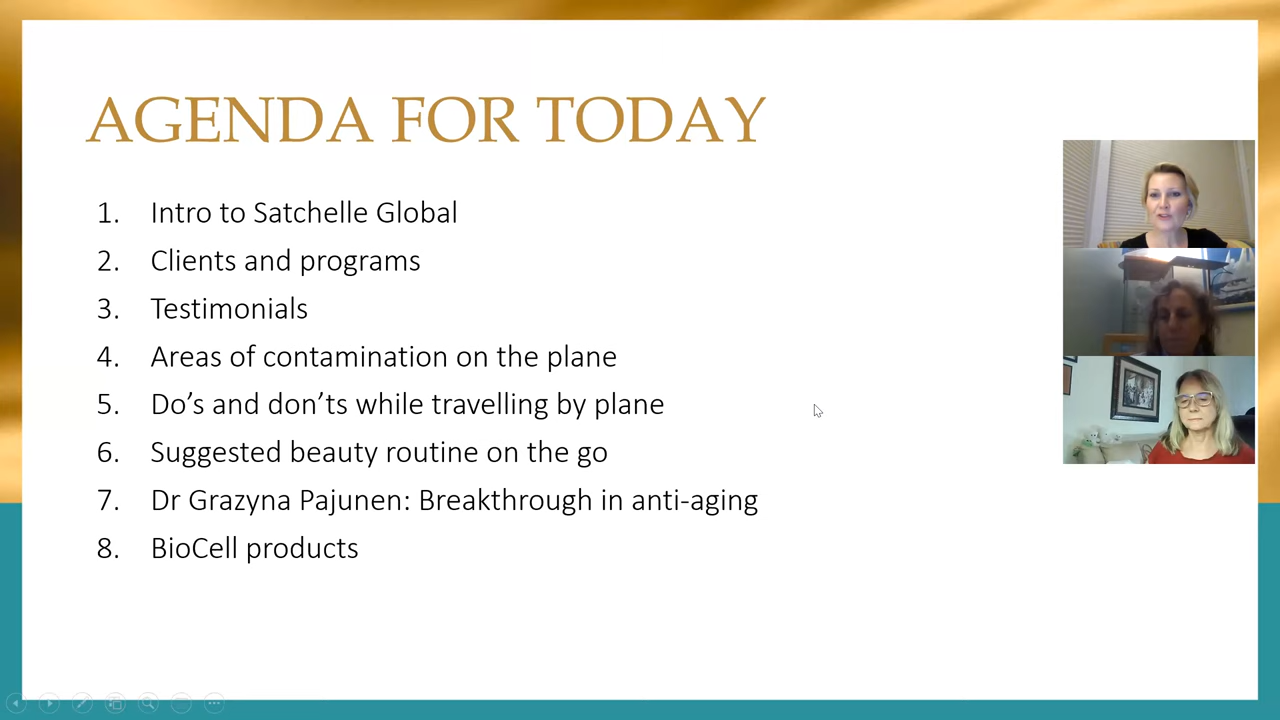 AGENDA FOR TODAY
1. Intro to Satchelle Global
2. Clients and programs
3. Testimonials
4. Areas of contamination on the plane
5. Do’s and don’ts while travelling by plane
6. Suggested beauty routine on the go
7. Dr Grazyna Pajunen: Breakthrough in anti-aging
8. BioCell products